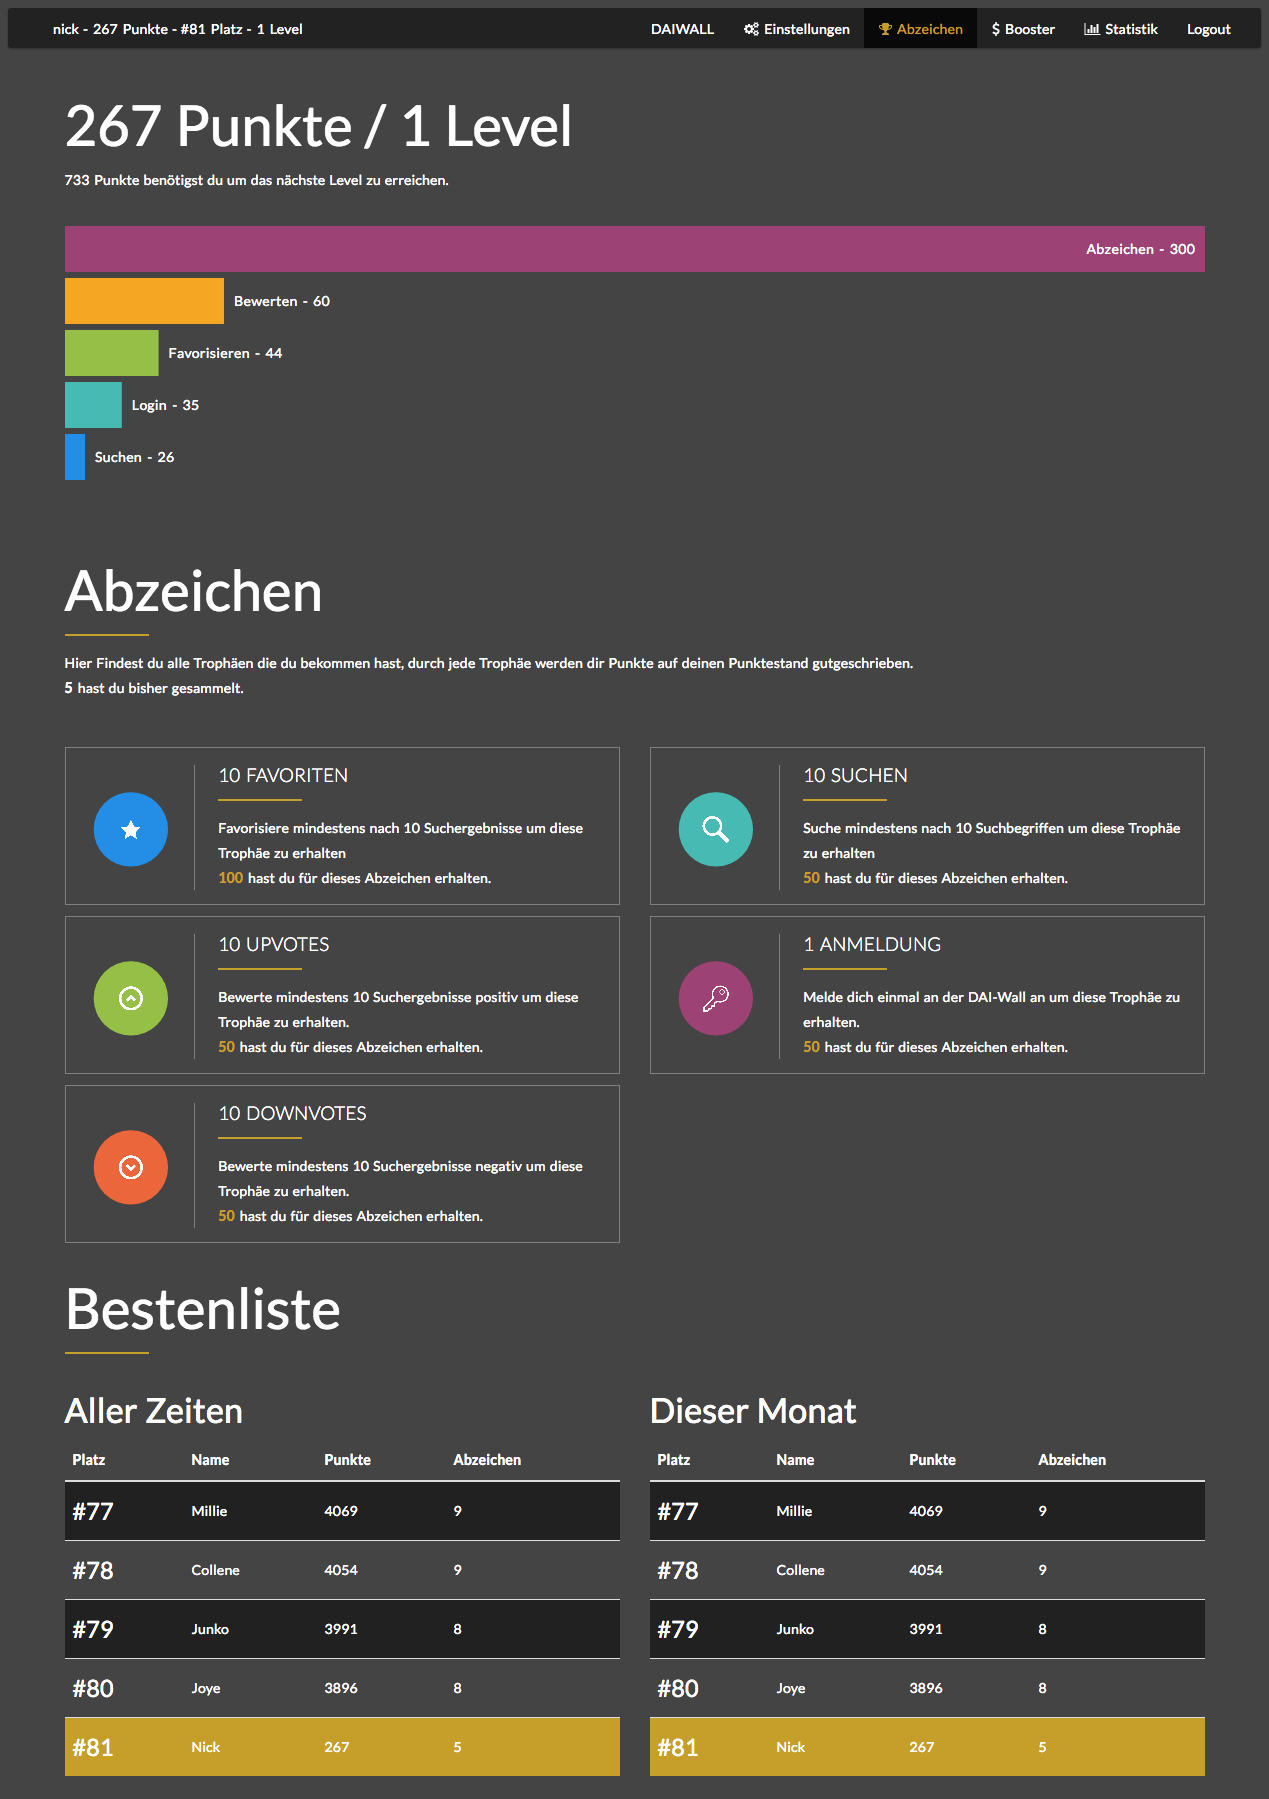 nick - 267 Punkte - #81 Platz - 1 Level
DAIWALL Einstellungen Abzeichen $ Booster Statistik Logout
267 Punkte / 1 Level
733 Punkte benötigst du um das nächste Level zu erreichen.
Abzeichen - 300
Bewerten - 60
Favorisieren - 44
Login - 35
Suchen - 26
Abzeichen
Hier Findest du alle Trophäen die du bekommen hast, durch jede Trophäe werden dir Punkte auf deinen Punktestand gutgeschrieben.
5 hast du bisher gesammelt.
10 FAVORITEN
Favorisiere mindestens nach 10 Suchergebnisse um diese
Trophäe zu erhalten
100 hast du für dieses Abzeichen erhalten.
10 SUCHEN
Suche mindestens nach 10 Suchbegriffen um diese Trophäe
zu erhalten
50 hast du für dieses Abzeichen erhalten.
10 UPVOTES
Bewerte mindestens 10 Suchergebnisse positiv um diese
Trophäe zu erhalten.
50 hast du für dieses Abzeichen erhalten.
1 ANMELDUNG
Melde dich einmal an der DAI-Wall an um diese Trophäe zu
erhalten.
50 hast du für dieses Abzeichen erhalten.
10 DOWNVOTES
Bewerte mindestens 10 Suchergebnisse negativ um diese
Trophäe zu erhalten.
50 hast du für dieses Abzeichen erhalten.
Bestenliste
Aller Zeiten
Platz Name Punkte Abzeichen
#77 Millie 4069 9
#78 Collene 4054 9
#79 Junko 3991 8
#80 Joye 3896 8
#81 Nick 267 5
Dieser Monat
Platz Name Punkte Abzeichen
#77 Millie 4069 9
#78 Collene 4054 9
#79 Junko 3991 8
#80 Joye 3896 8
#81 Nick 267 5